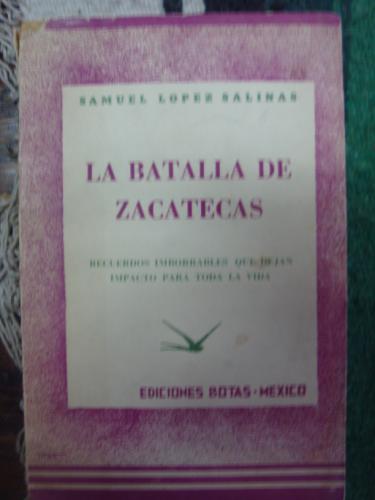 SAMUEL LOPEZ SALINAS
LA BATALLA DE
ZACATECAS
RECUERDOS IMBORRABLES QUE DEJAN
IMPACTO PARA TODA LA VIDA
EDICIONES BOTAS - MEXICO